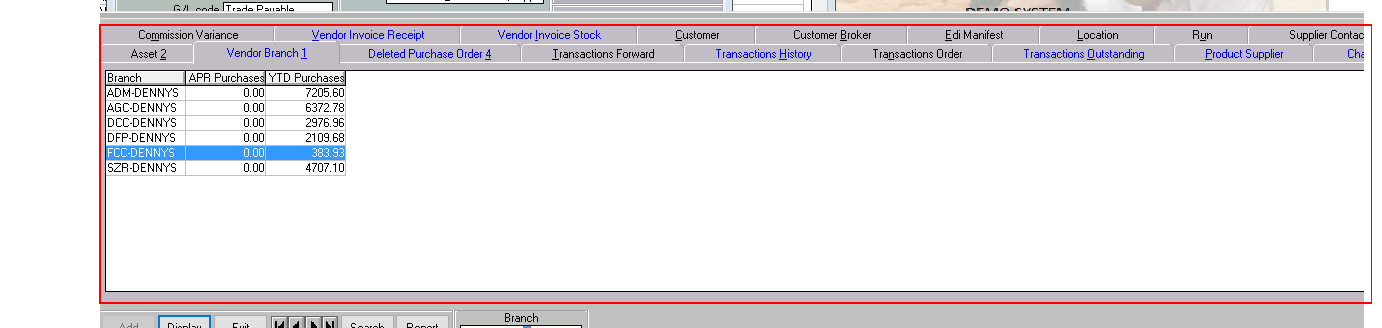 G/L code Trade Payable
DEMO SYSTEM
Commission Variance Vendor Invoice Receipt Vendor Invoice Stock Customer Customer Broker Edi Manifest Location Run Supplier Contac
Asset 2 Vendor Branch 1 Deleted Purchase Order 4 Transactions Forward Transactions History Transactions Order Transactions Outstanding Product Supplier Cha
Branch APR Purchases YTD Purchases
ADM-DENNYS 0.00 7205.60
AGC-DENNYS 0.00 6372.78
DCC-DENNYS 0.00 2976.96
DFP-DENNYS 0.00 2109.68
FCC-DENNYS 0.00 383.93
SZR-DENNYS 0.00 4707.10
Branch
Add Display Exit Search Report